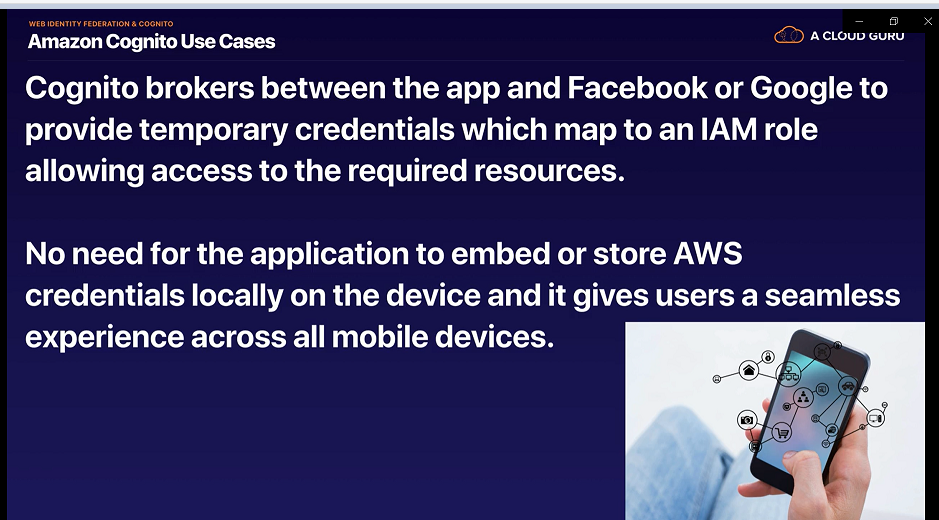 WEB IDENTITY FEDERATION & COGNITO
Amazon Cognito Use Cases
A CLOUD GURU
Cognito brokers between the app and Facebook or Google to
provide temporary credentials which map to an IAM role
allowing access to the required resources.
No need for the application to embed or store AWS
credentials locally on the device and it gives users a seamless
experience across all mobile devices.